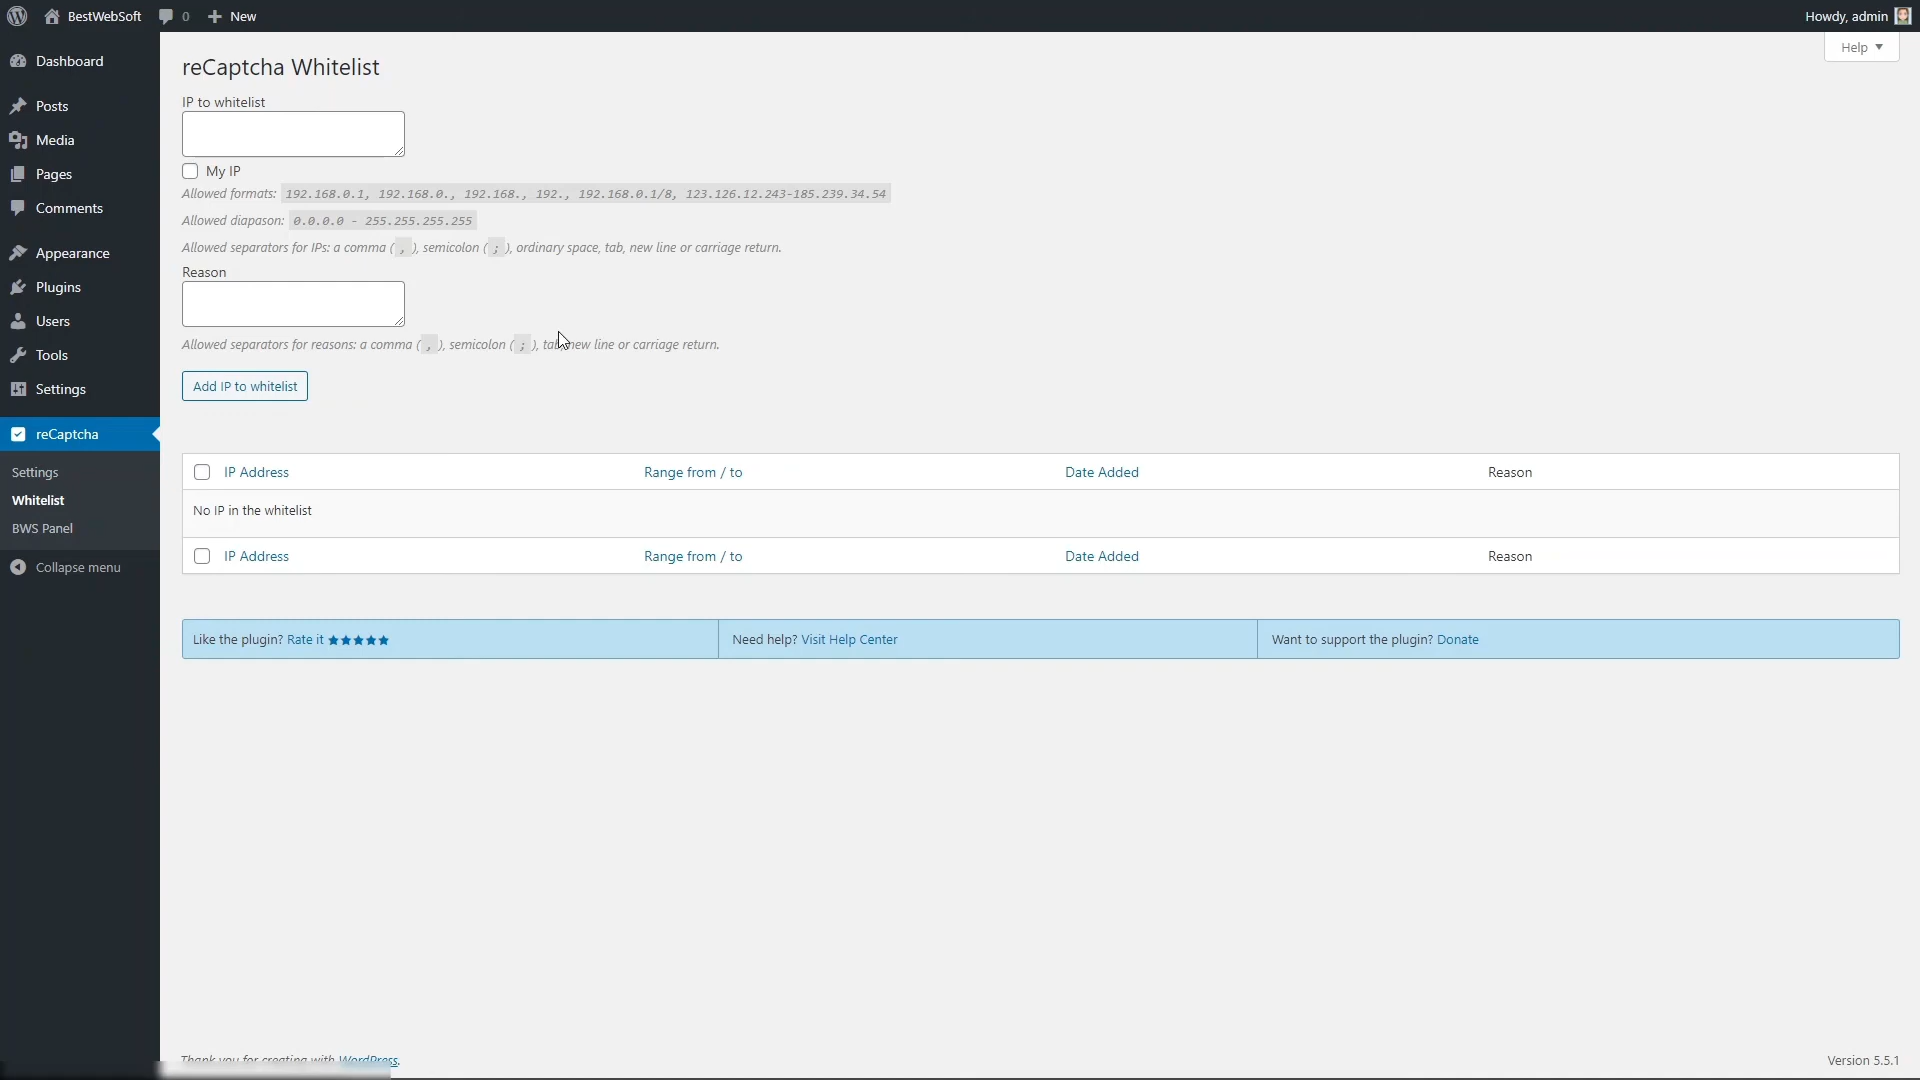 BestWebSoft 0 New Howdy, admin
Help
Dashboard
Posts
Media
Pages
Comments
Appearance
Plugins
Users
Tools
Settings
reCaptcha
Settings
Whitelist
BWS Panel
Collapse menu
reCaptcha Whitelist
IP to whitelist
My IP
Allowed formats: 192.168.0.1, 192.168.0., 192.168., 192., 192.168.0.1/8, 123.126.12.243-185.239.34.54
Allowed diapason: 0.0.0.0 - 255.255.255.255
Allowed separators for IPs: a comma ( , ), semicolon ( ; ), ordinary space, tab, new line or carriage return.
Reason
Allowed separators for reasons: a comma ( , ), semicolon ( ; ), tab, new line or carriage return.
Add IP to whitelist
IP Address Range from / to Date Added Reason
No IP in the whitelist
IP Address Range from / to Date Added Reason
Like the plugin? Rate it ★★★★★ Need help? Visit Help Center Want to support the plugin? Donate
Thank you for creating with WordPress. Version 5.5.1